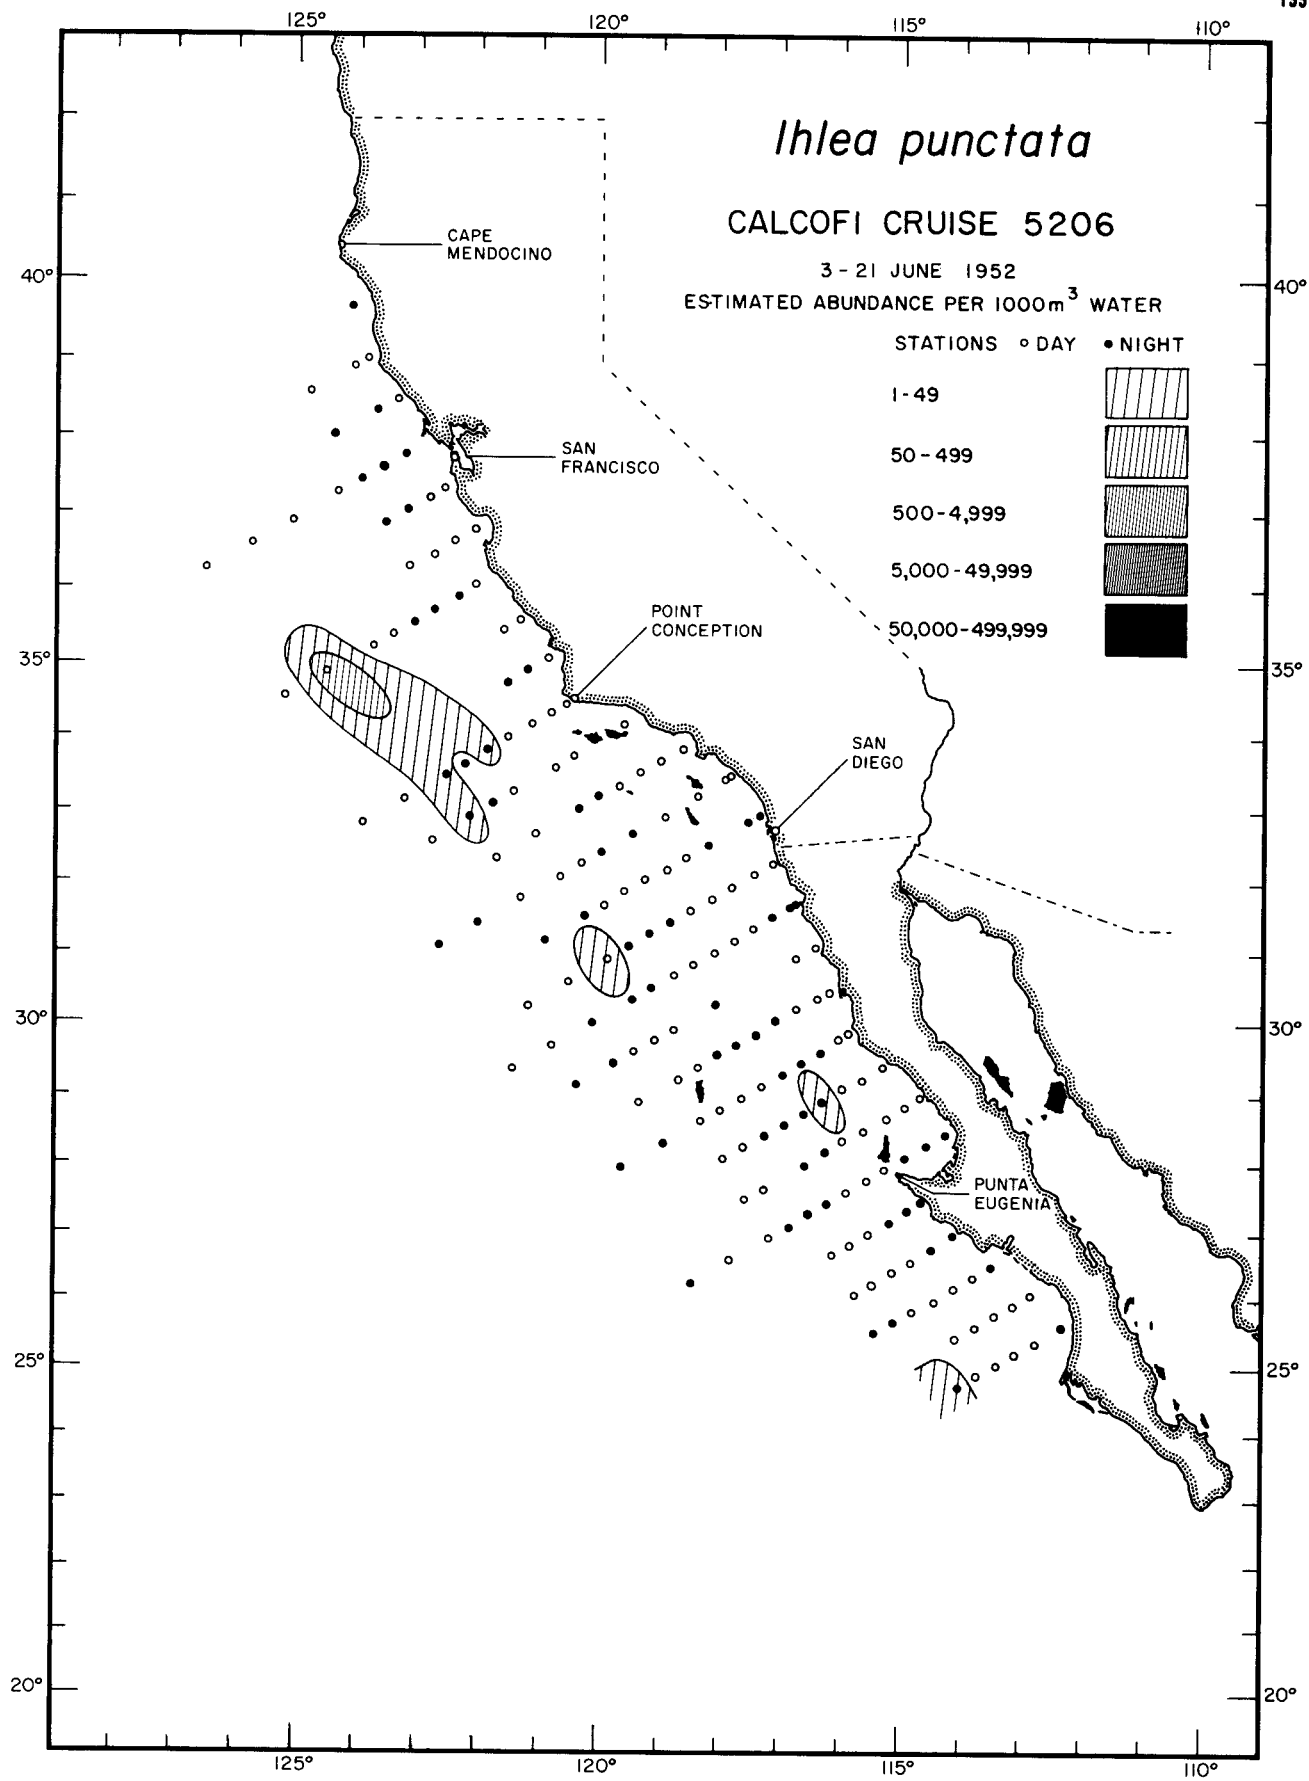 125° 120° 115° 110°
Ihlea punctata
CALCOFI CRUISE 5206
3-21 JUNE 1952
ESTIMATED ABUNDANCE PER 1000m³ WATER
STATIONS ○ DAY ● NIGHT
1-49
50-499
500-4,999
5,000-49,999
50,000-499,999
CAPE
MENDOCINO
40° 40°
SAN
FRANCISCO
POINT
CONCEPTION
35° 35°
SAN
DIEGO
30° 30°
PUNTA
EUGENIA
25° 25°
20° 20°
125° 120° 115° 110°